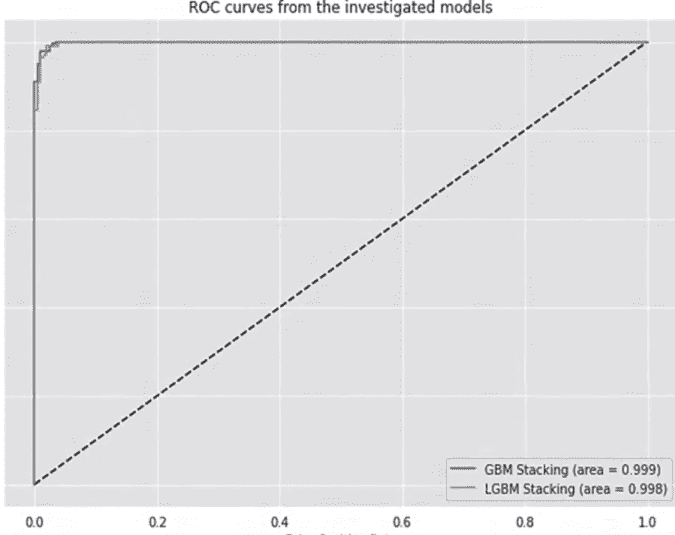 ROC curves from the investigated models
GBM Stacking (area = 0.999)
LGBM Stacking (area = 0.998)
0.0 0.2 0.4 0.6 0.8 1.0